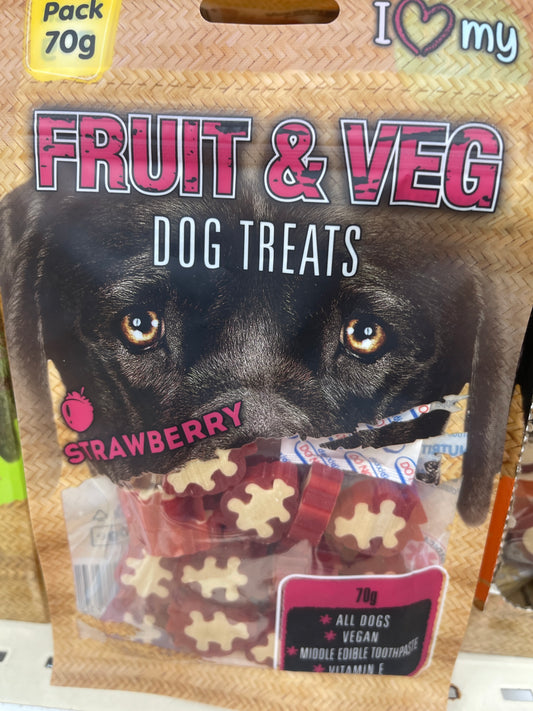 Pack
70g
I my
FRUIT & VEG
DOG TREATS
STRAWBERRY
70g
* ALL DOGS
* VEGAN
* MIDDLE EDIBLE TOOTHPASTE
* VITAMIN E